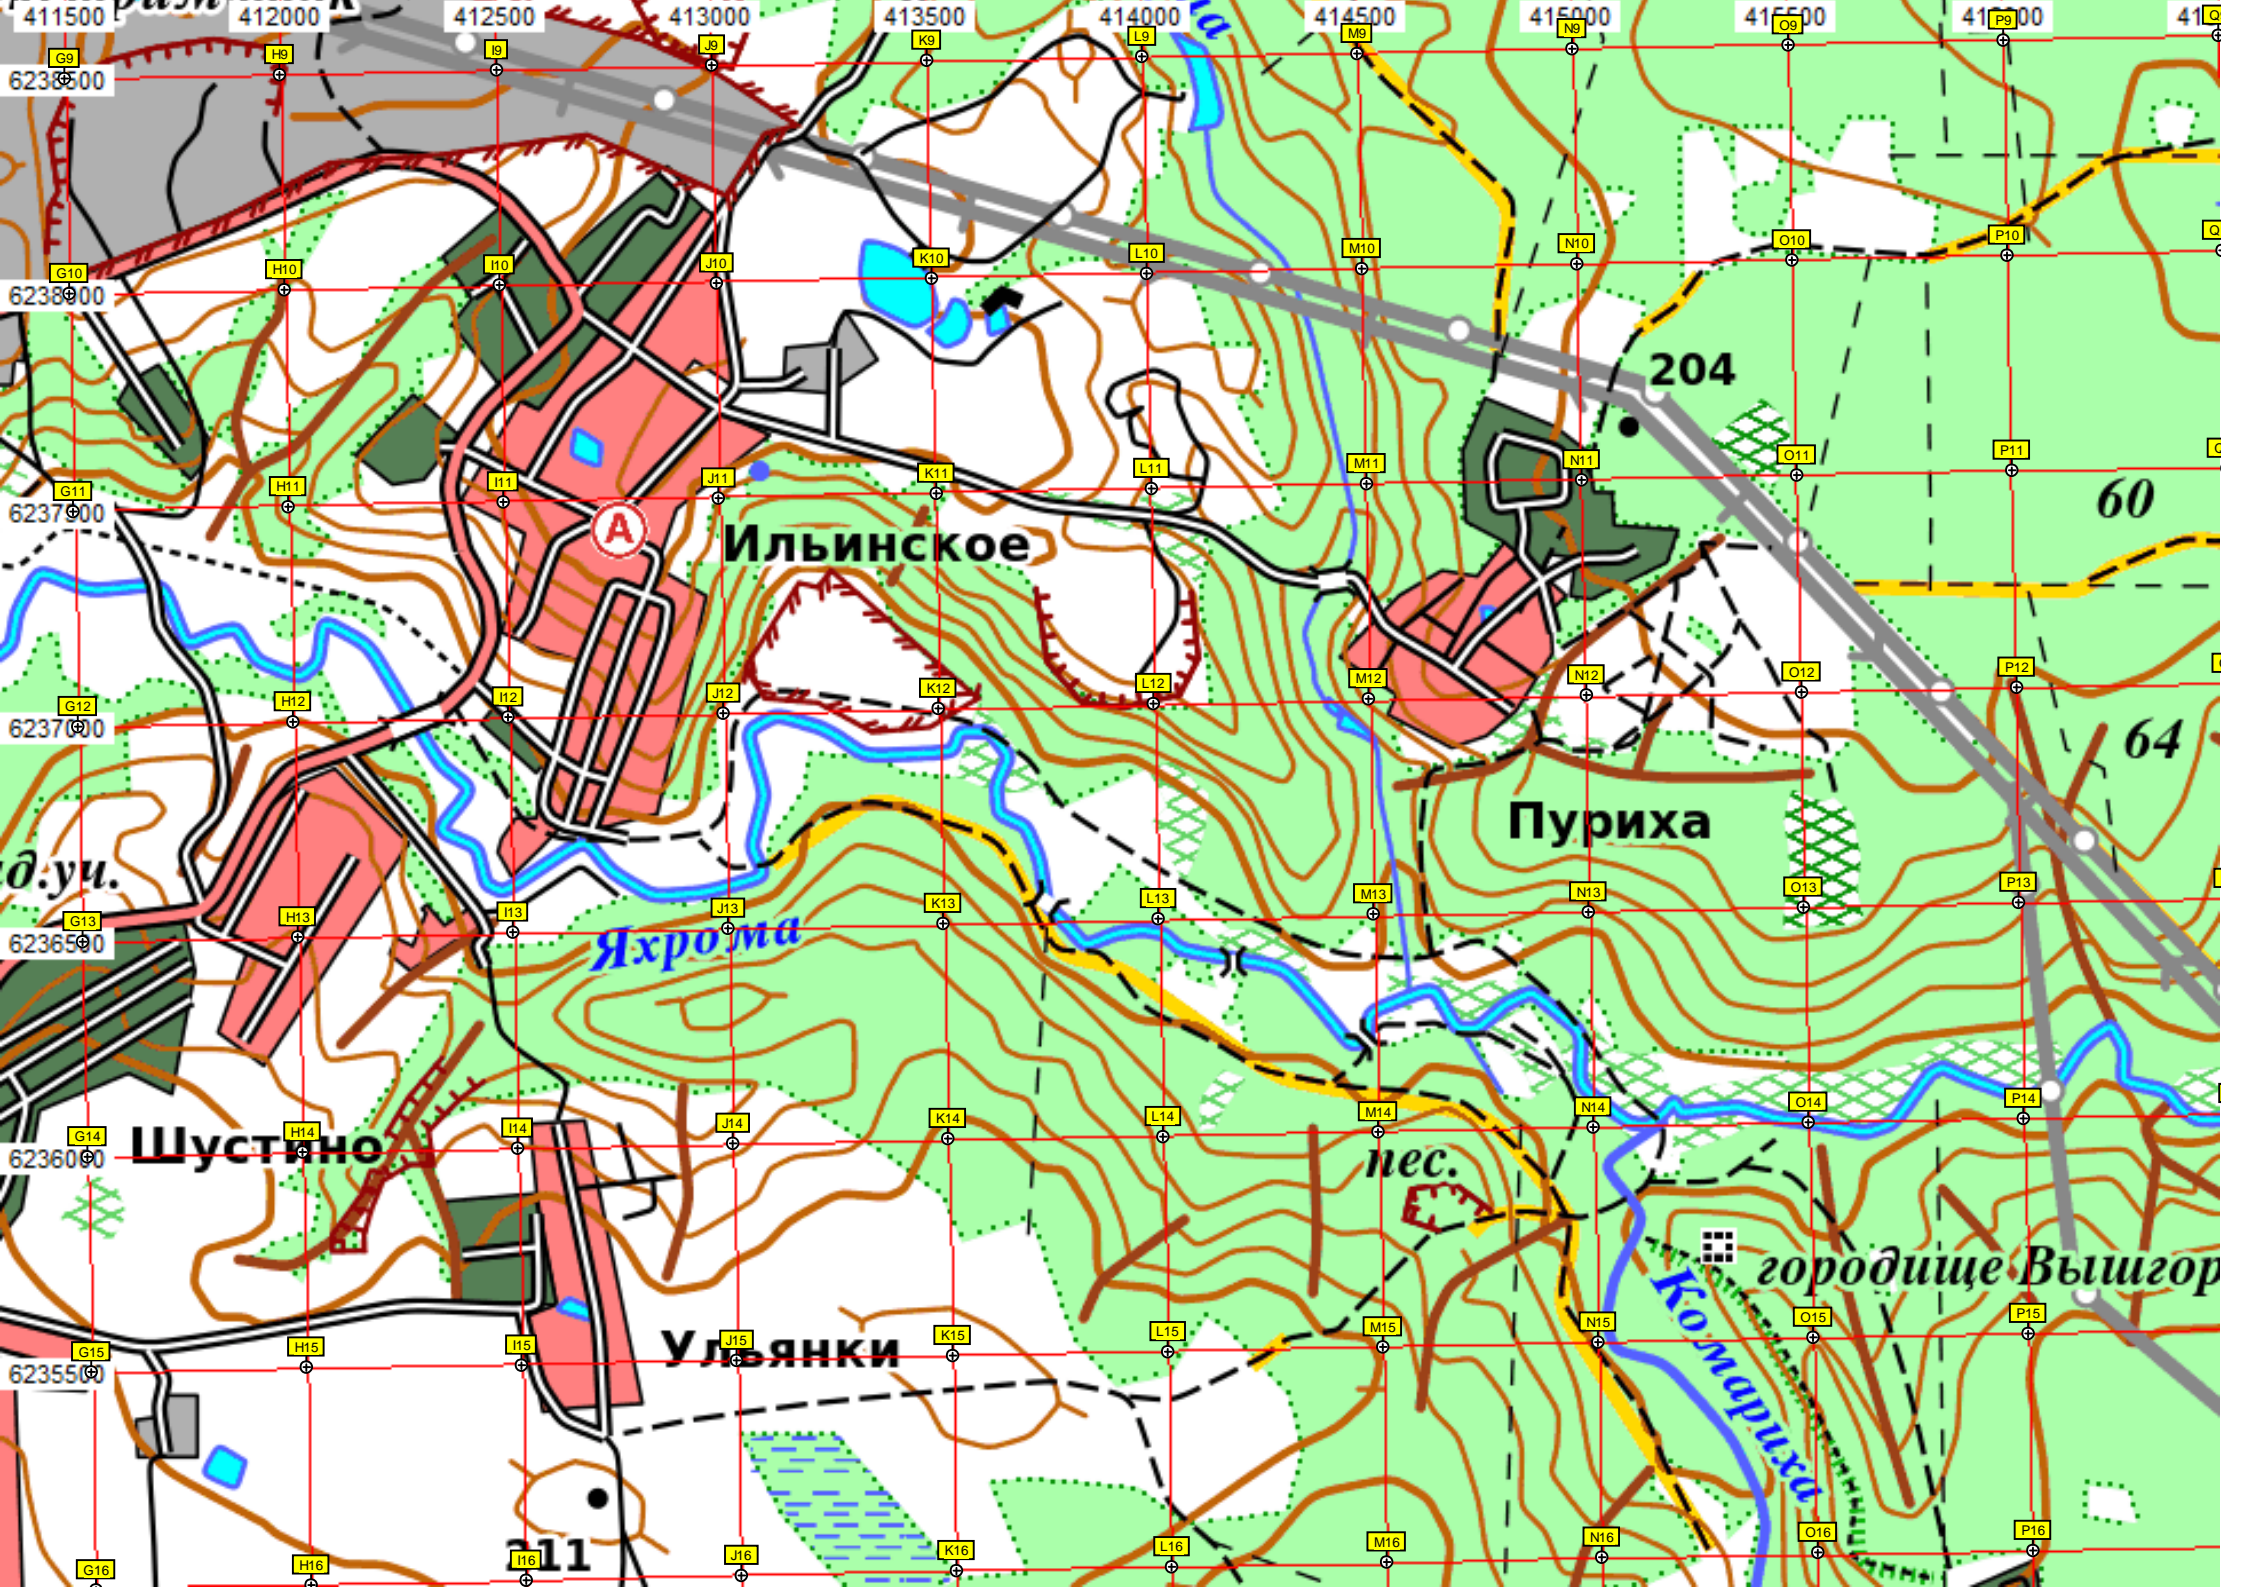 411500 412000 412500 413000 413500 414000 414500
G9 H9 I9 J9 K9 L9 M9 N9 O9 P9
6238500
G10 H10 I10 J10 K10 L10 M10 N10 O10 P10
204
G11 H11 I11 J11 K11 L11 M11 N11 O11 P11
60
А
Ильинское
G12 H12 I12 J12 K12 L12 M12 N12 O12 P12
6237000
64
Пуриха
д.уч.
G13 H13 I13 J13 K13 L13 M13 N13 O13 P13
6236500
Яхрома
G14 H14 I14 J14 K14 L14 M14 N14 O14 P14
Шустино
6236000
пес.
городище Вышгор
Комариха
G15 H15 I15 J15 K15 L15 M15 N15 O15 P15
Ульянки
6235500
211
G16 H16 I16 J16 K16 L16 M16 N16 O16 P16